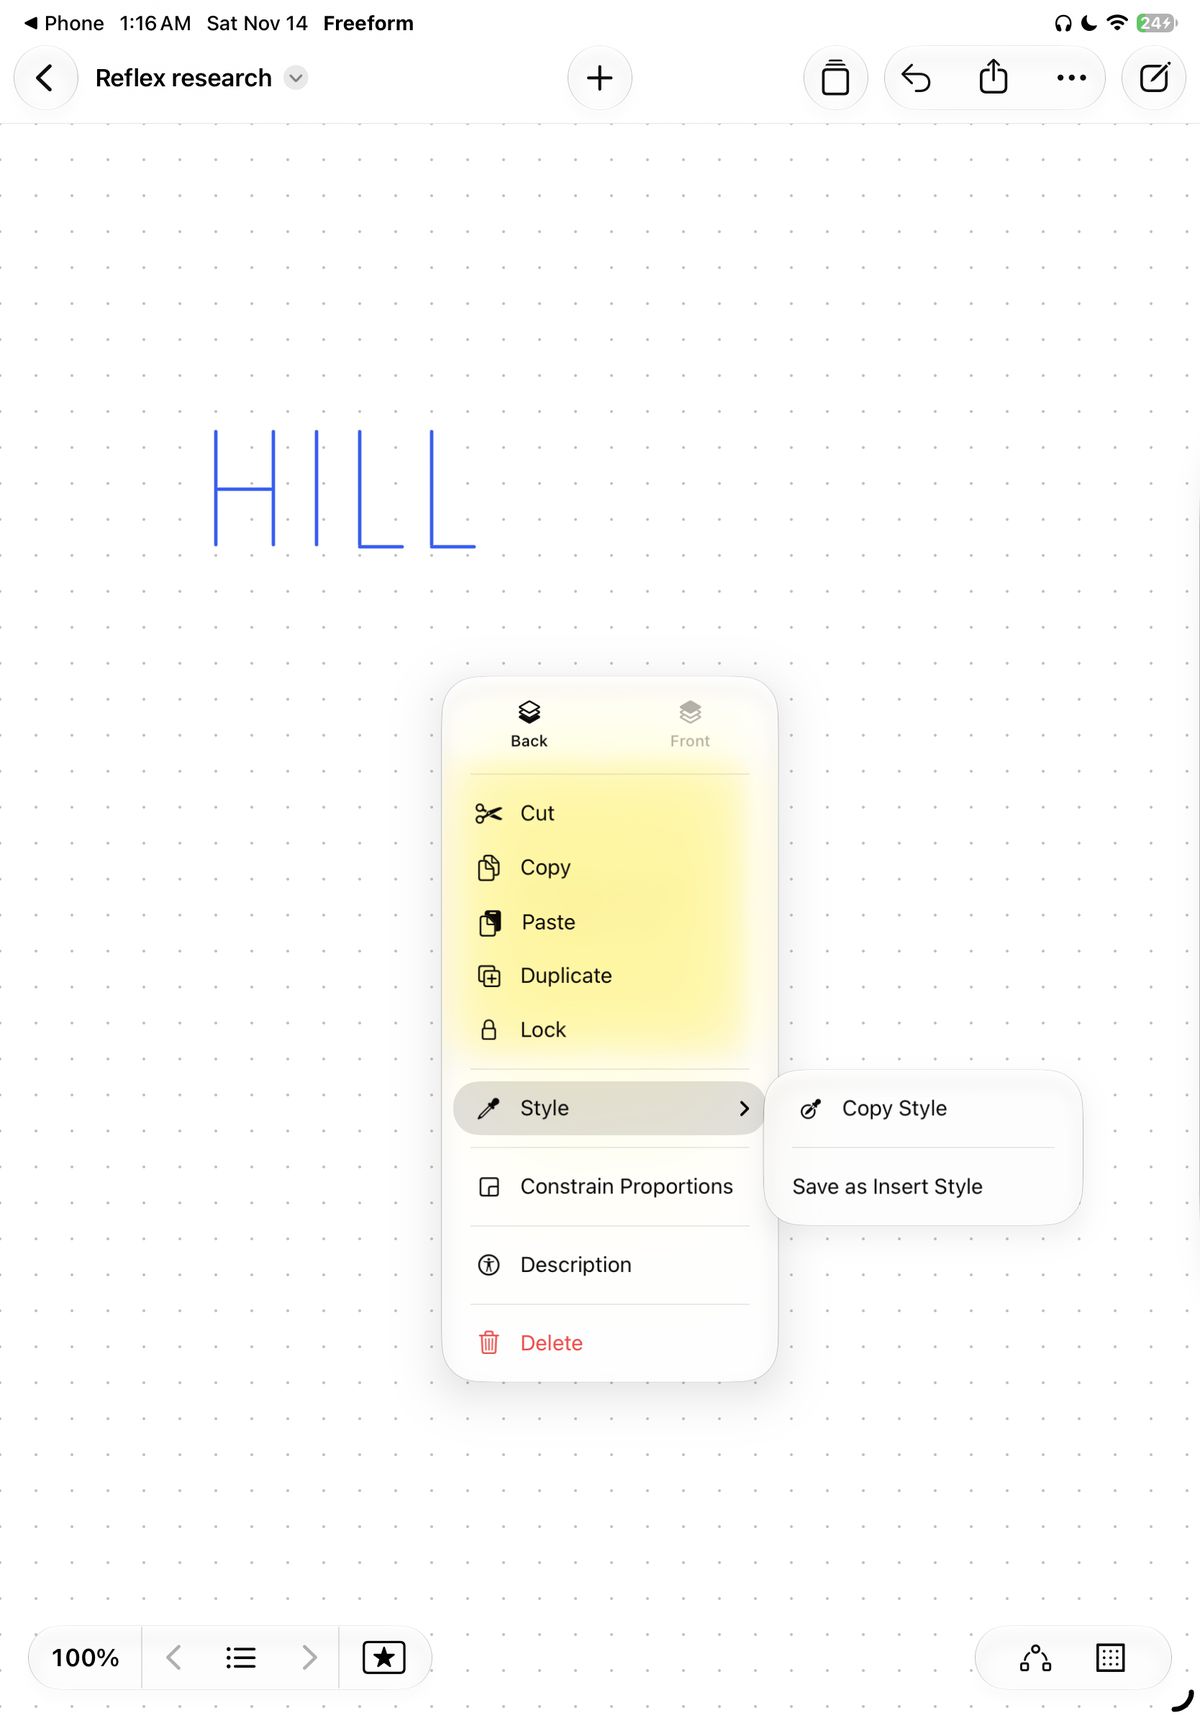 Phone 1:16 AM Sat Nov 14 Freeform 24
Reflex research
HILL
Back Front
Cut
Copy
Paste
Duplicate
Lock
Style Copy Style
Constrain Proportions Save as Insert Style
Description
Delete
100%